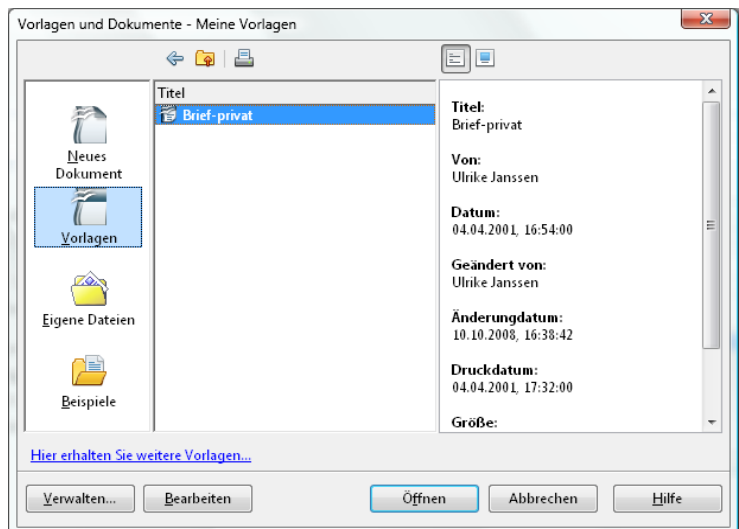 Vorlagen und Dokumente - Meine Vorlagen
Neues
Dokument
Vorlagen
Eigene Dateien
Beispiele
Titel
Brief-privat
Titel:
Brief-privat
Von:
Ulrike Janssen
Datum:
04.04.2001, 16:54:00
Geändert von:
Ulrike Janssen
Änderungdatum:
10.10.2008, 16:38:42
Druckdatum:
04.04.2001, 17:32:00
Größe:
Hier erhalten Sie weitere Vorlagen...
Verwalten... Bearbeiten Öffnen Abbrechen Hilfe